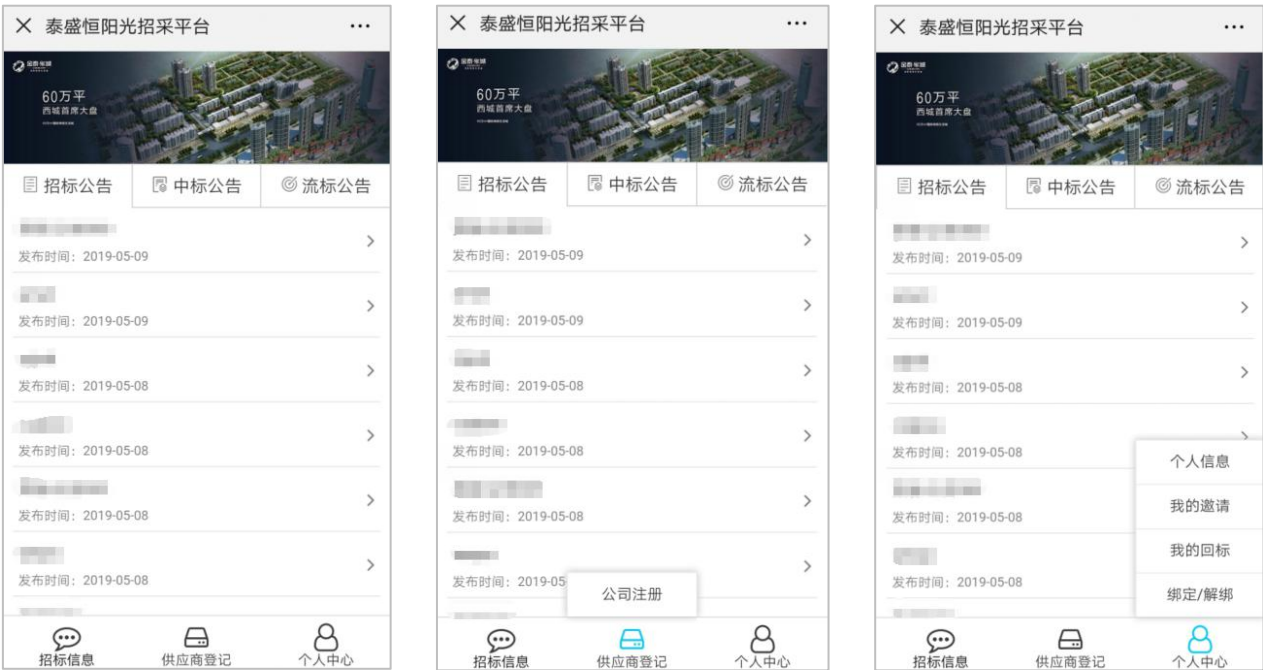 泰盛恒阳光招采平台
60万平
西城首席大盘
招标公告 中标公告 流标公告
发布时间：2019-05-09
发布时间：2019-05-09
发布时间：2019-05-08
发布时间：2019-05-08
发布时间：2019-05-08
发布时间：2019-05-08
招标信息 供应商登记 个人中心
泰盛恒阳光招采平台
60万平
西城首席大盘
招标公告 中标公告 流标公告
发布时间：2019-05-09
发布时间：2019-05-09
发布时间：2019-05-08
发布时间：2019-05-08
发布时间：2019-05-08
发布时间：2019-05
公司注册
招标信息 供应商登记 个人中心
泰盛恒阳光招采平台
60万平
西城首席大盘
招标公告 中标公告 流标公告
发布时间：2019-05-09
发布时间：2019-05-09
发布时间：2019-05-08
发布时间：2019-05-08
发布时间：2019-05-08
发布时间：2019-05-08
个人信息
我的邀请
我的回标
绑定/解绑
招标信息 供应商登记 个人中心